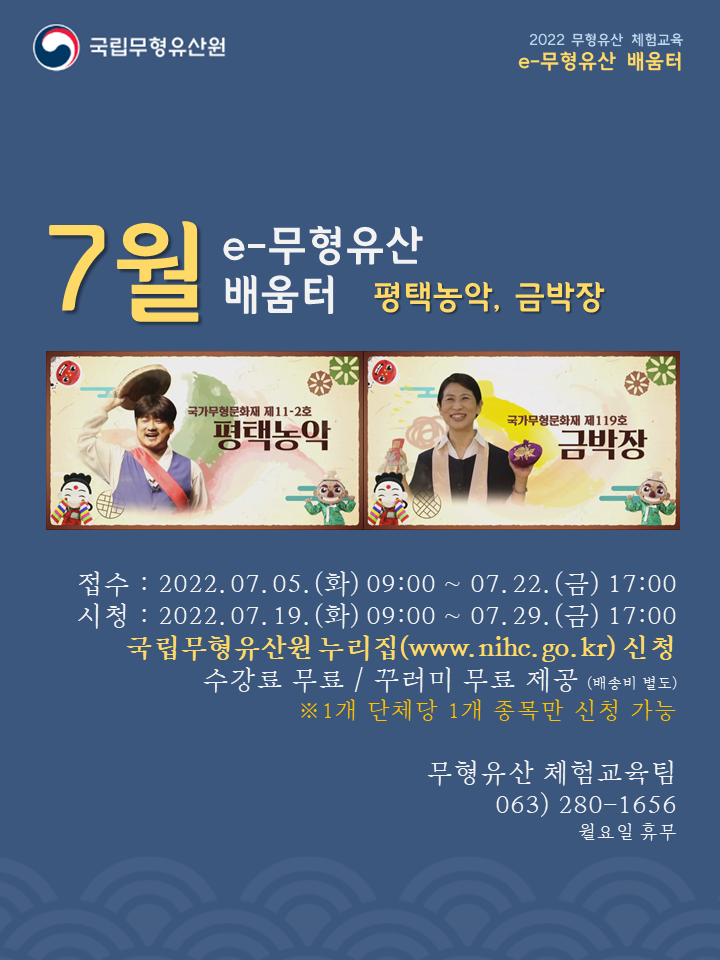 국립무형유산원
2022 무형유산 체험교육
e-무형유산 배움터
7월 e-무형유산
배움터 평택농악, 금박장
국가무형문화재 제11-2호
평택농악
국가무형문화재 제119호
금박장
접수 : 2022.07.05.(화) 09:00 ~ 07.22.(금) 17:00
시청 : 2022.07.19.(화) 09:00 ~ 07.29.(금) 17:00
국립무형유산원 누리집(www.nihc.go.kr) 신청
수강료 무료 / 꾸러미 무료 제공 (배송비 별도)
※1개 단체당 1개 종목만 신청 가능
무형유산 체험교육팀
063) 280-1656
월요일 휴무